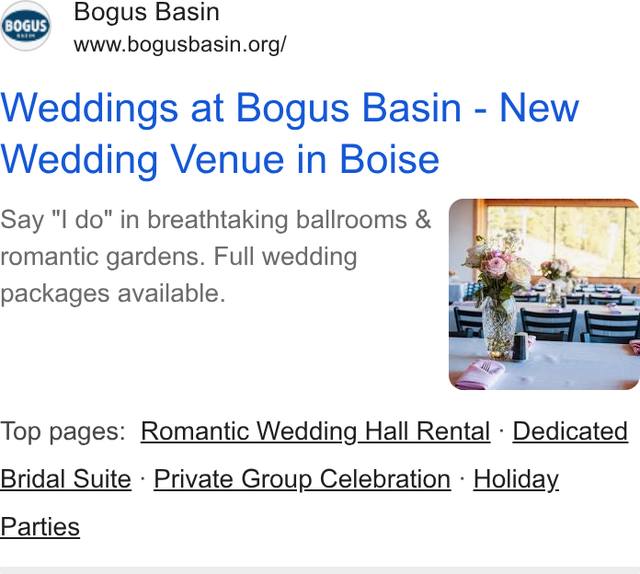 BOGUS
BASIN
Bogus Basin
www.bogusbasin.org/
Weddings at Bogus Basin - New
Wedding Venue in Boise
Say "I do" in breathtaking ballrooms &
romantic gardens. Full wedding
packages available.
Top pages: Romantic Wedding Hall Rental · Dedicated
Bridal Suite · Private Group Celebration · Holiday
Parties